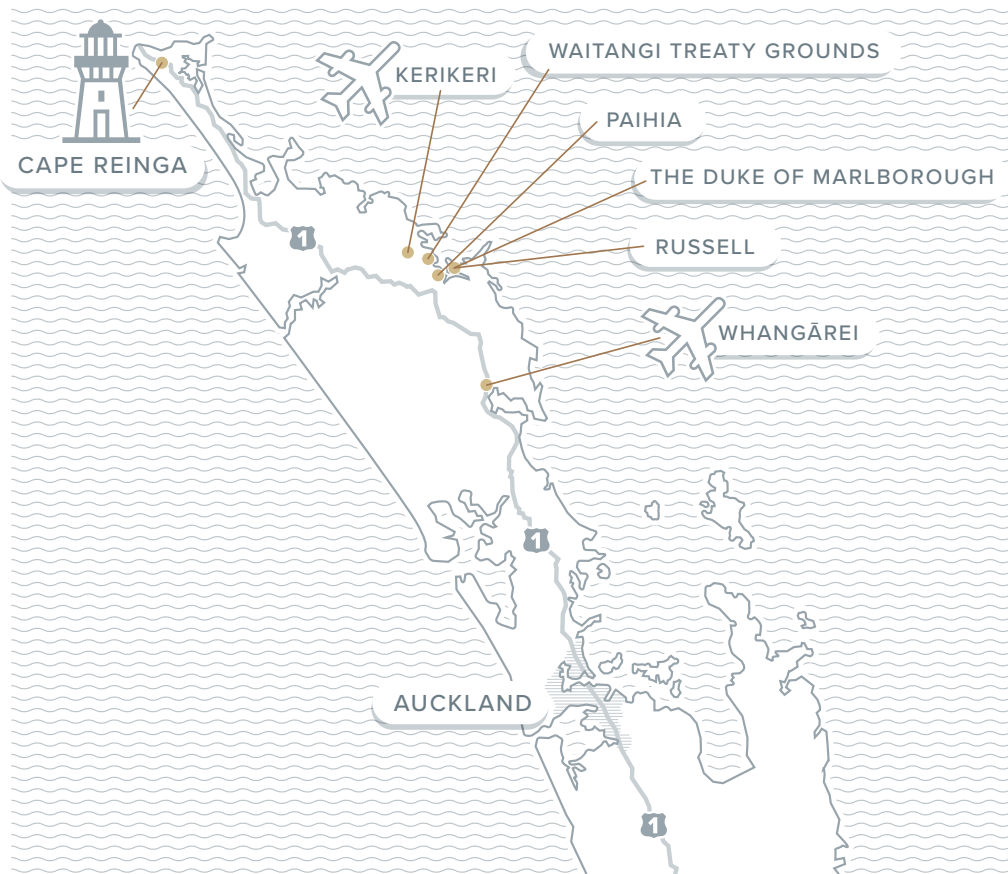 WAITANGI TREATY GROUNDS
KERIKERI
PAIHIA
CAPE REINGA
THE DUKE OF MARLBOROUGH
1
RUSSELL
WHANGĀREI
1
AUCKLAND
1